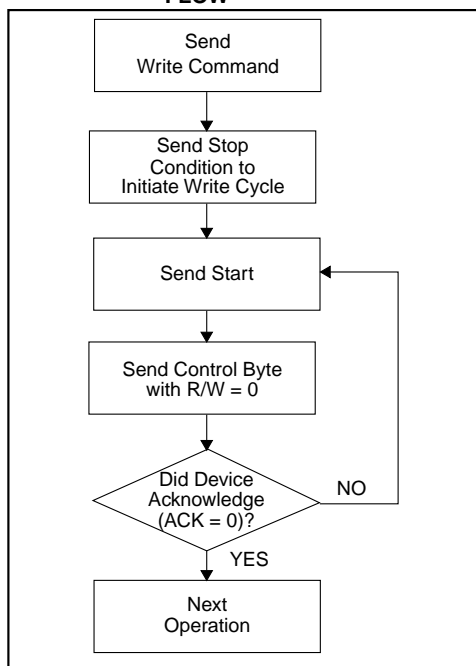 FLOW
Send
Write Command
Send Stop
Condition to
Initiate Write Cycle
Send Start
Send Control Byte
with R/W = 0
Did Device
Acknowledge
(ACK = 0)?
NO
YES
Next
Operation